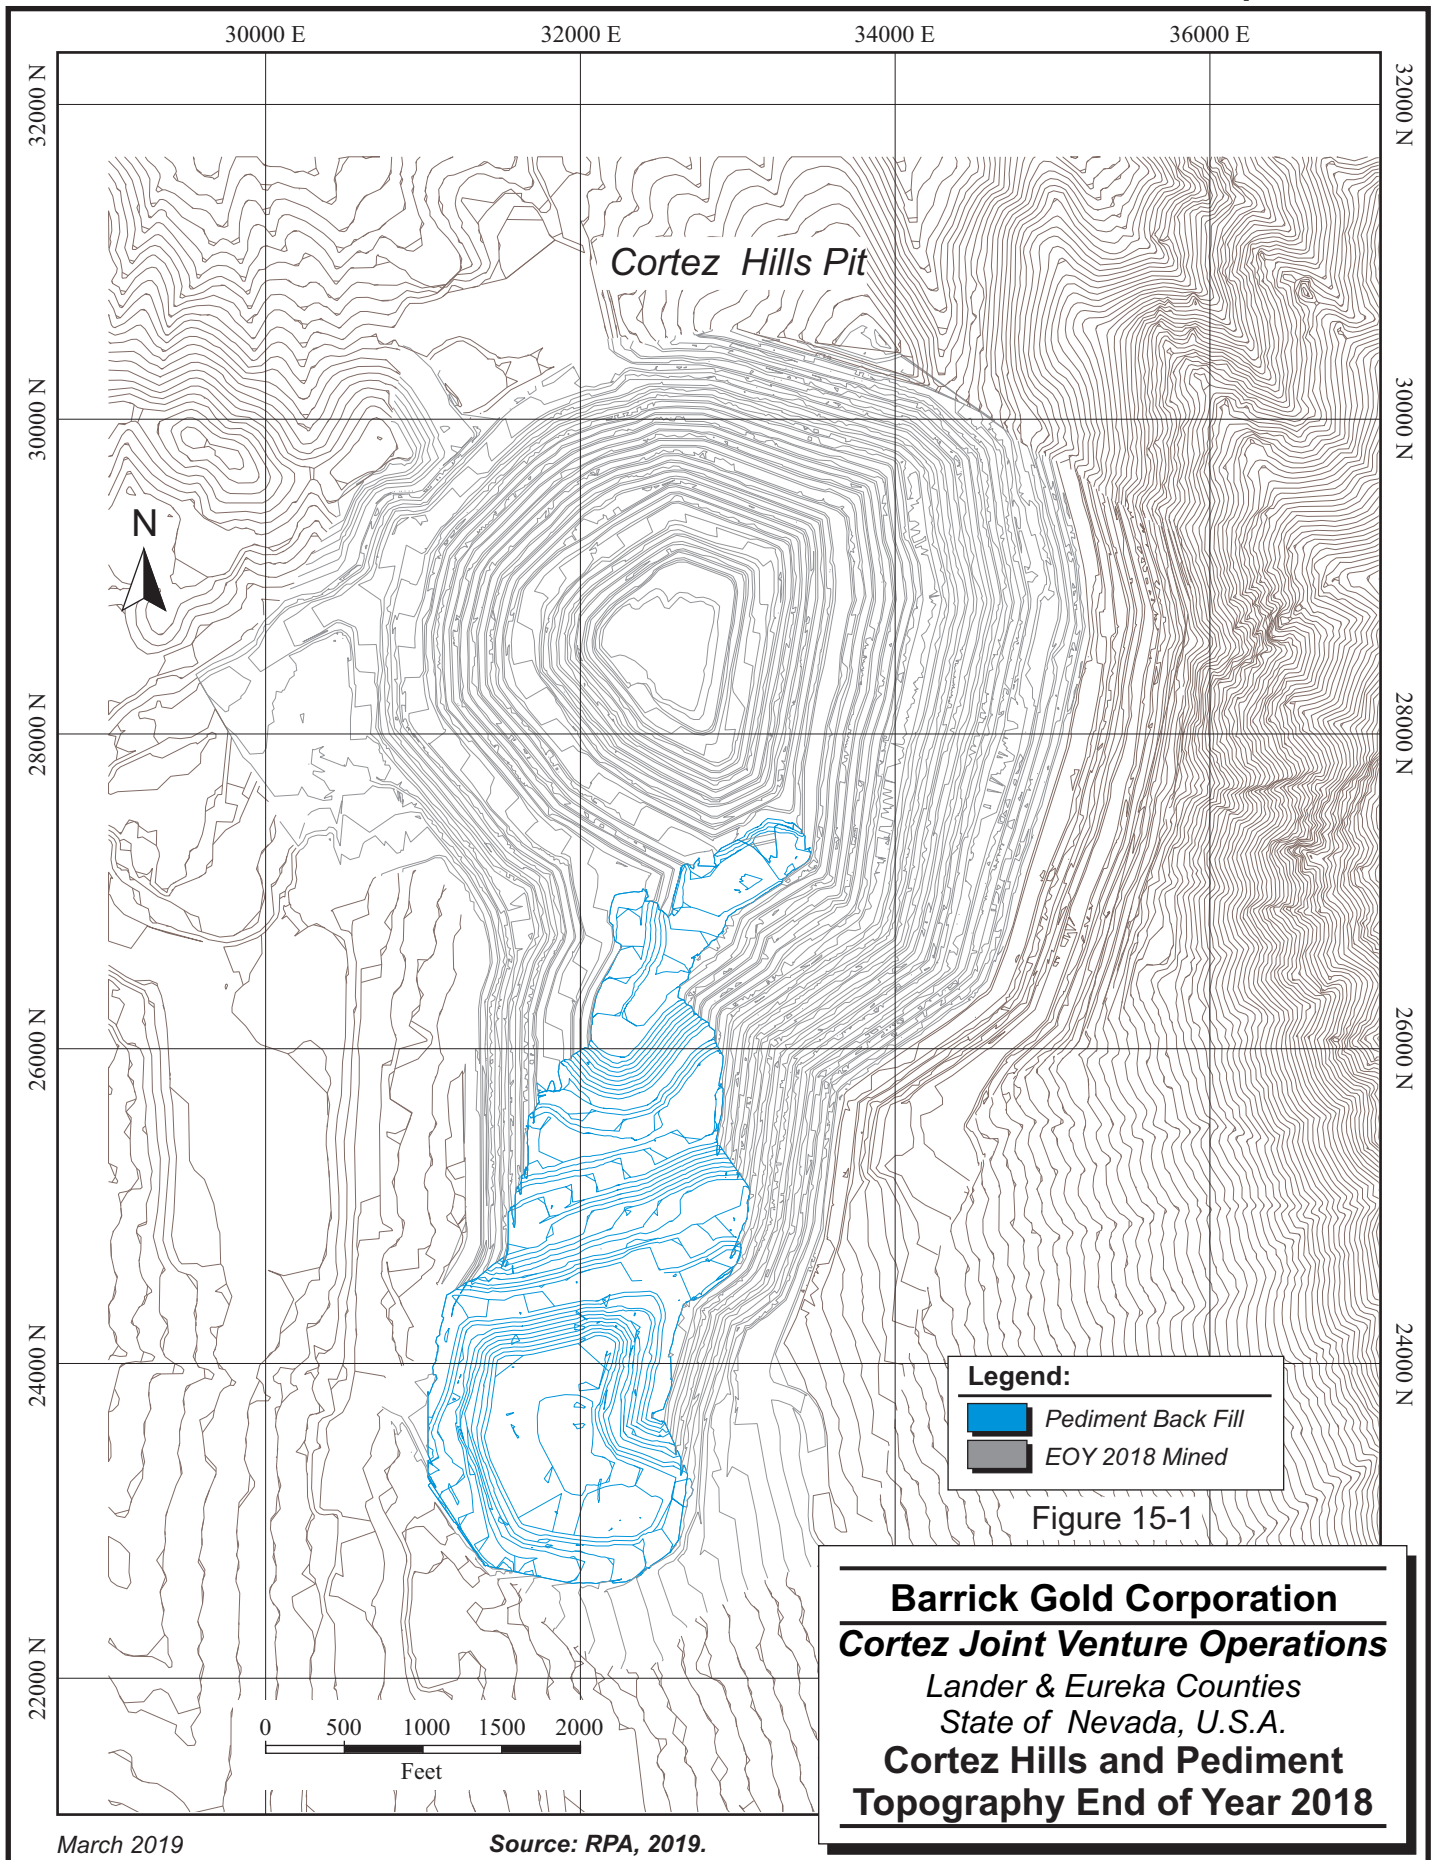 30000 E
32000 E
34000 E
36000 E
32000 N
32000 N
Cortez Hills Pit
30000 N
30000 N
N
28000 N
28000 N
26000 N
26000 N
24000 N
24000 N
Legend:
Pediment Back Fill
EOY 2018 Mined
Figure 15-1
22000 N
0 500 1000 1500 2000
Feet
Barrick Gold Corporation
Cortez Joint Venture Operations
Lander & Eureka Counties
State of Nevada, U.S.A.
Cortez Hills and Pediment
Topography End of Year 2018
March 2019
Source: RPA, 2019.